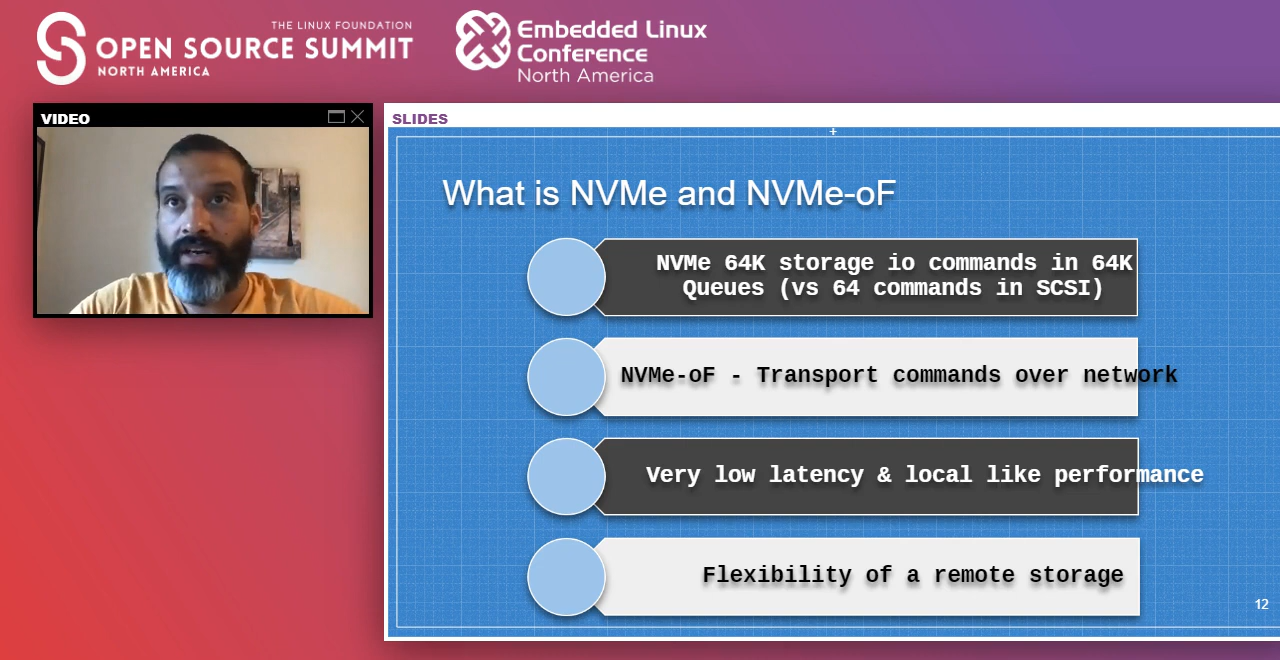 THE LINUX FOUNDATION
OPEN SOURCE SUMMIT
NORTH AMERICA
Embedded Linux
Conference
North America
VIDEO
SLIDES
What is NVMe and NVMe-oF
NVMe 64K storage io commands in 64K
Queues (vs 64 commands in SCSI)
NVMe-oF - Transport commands over network
Very low latency & local like performance
Flexibility of a remote storage
12